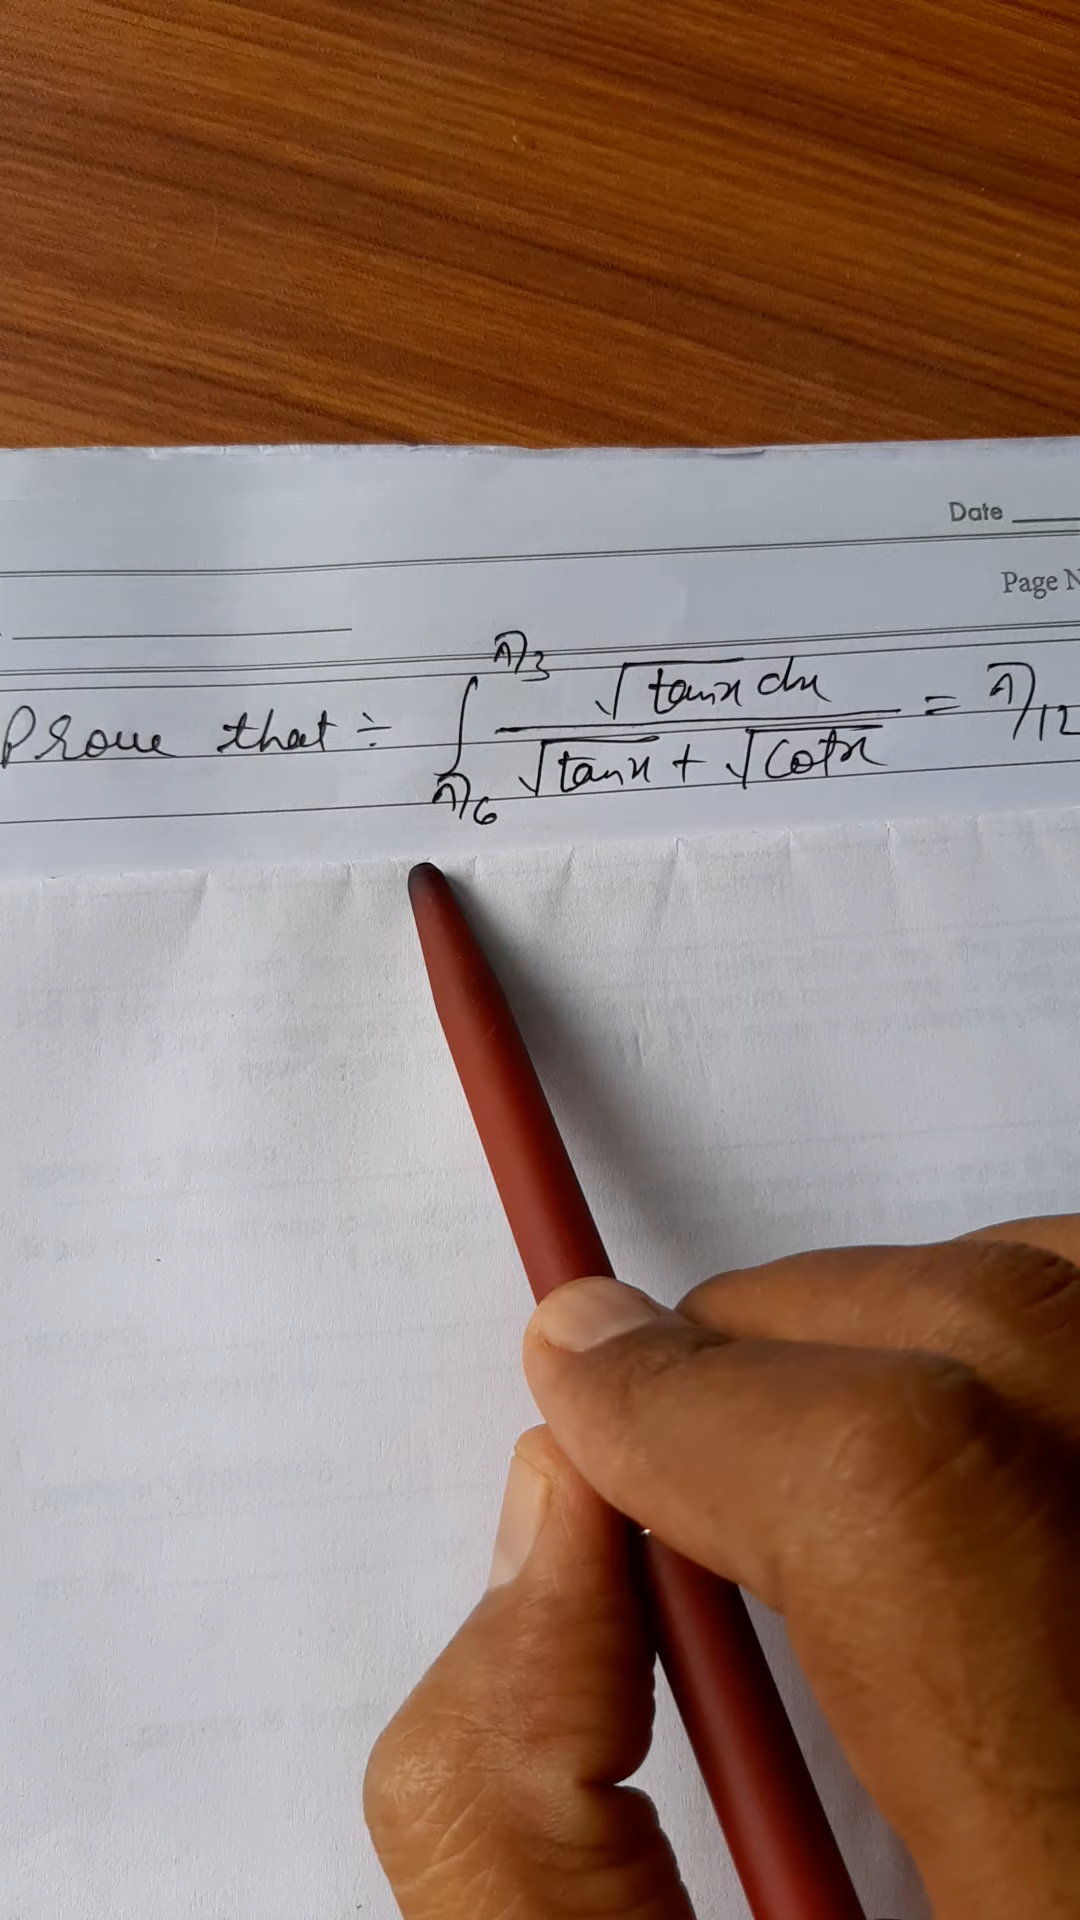 Date
Page N
Prove that ÷ ∫_{π/6}^{π/3} √tanx dx / (√tanx + √cotx) = π/12